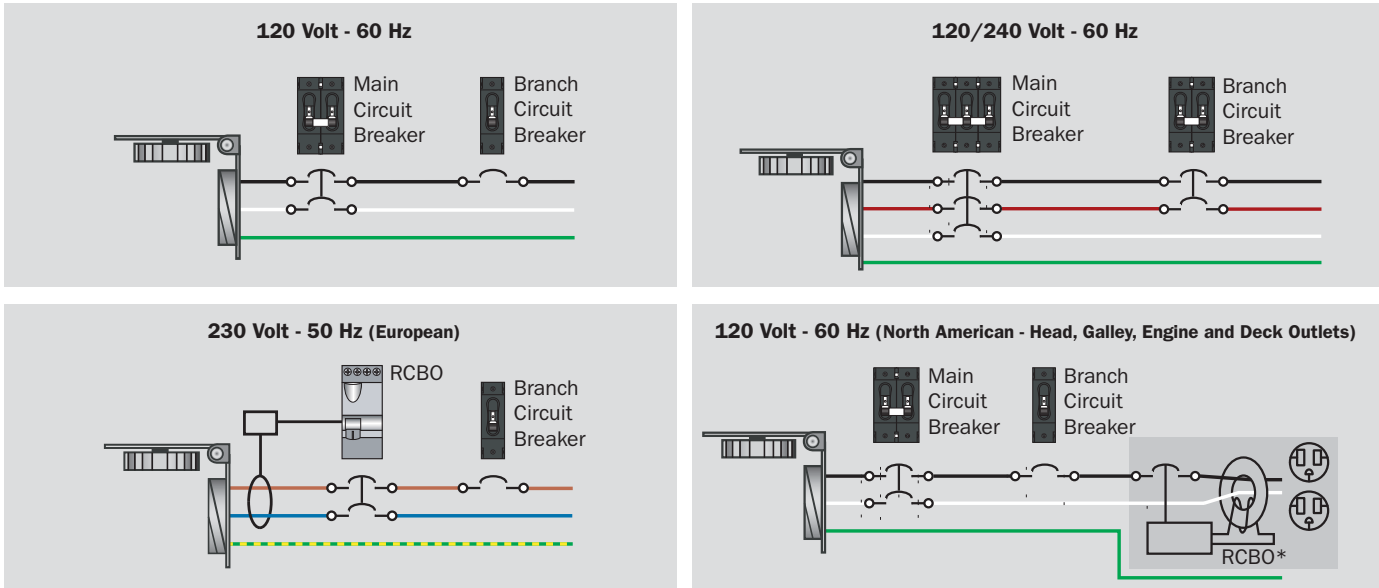 120 Volt - 60 Hz
Main
Circuit
Breaker
Branch
Circuit
Breaker
120/240 Volt - 60 Hz
Main
Circuit
Breaker
Branch
Circuit
Breaker
230 Volt - 50 Hz (European)
RCBO
Branch
Circuit
Breaker
120 Volt - 60 Hz (North American - Head, Galley, Engine and Deck Outlets)
Main
Circuit
Breaker
Branch
Circuit
Breaker
RCBO*